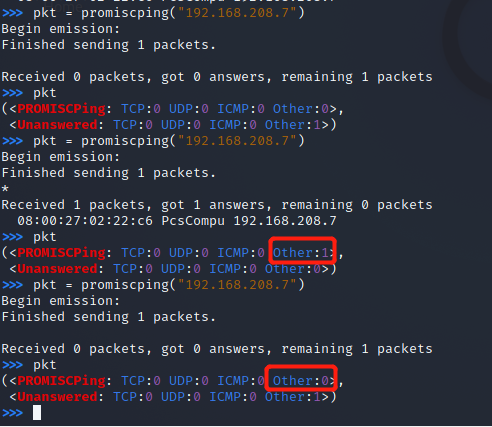 >>> pkt = promiscping("192.168.208.7")
Begin emission:
Finished sending 1 packets.

Received 0 packets, got 0 answers, remaining 1 packets
>>> pkt
(<PROMISCPing: TCP:0 UDP:0 ICMP:0 Other:0>,
 <Unanswered: TCP:0 UDP:0 ICMP:0 Other:1>)
>>> pkt = promiscping("192.168.208.7")
Begin emission:
Finished sending 1 packets.
*
Received 1 packets, got 1 answers, remaining 0 packets
  08:00:27:02:22:c6 PcsCompu 192.168.208.7
>>> pkt
(<PROMISCPing: TCP:0 UDP:0 ICMP:0 Other:1>,
 <Unanswered: TCP:0 UDP:0 ICMP:0 Other:0>)
>>> pkt = promiscping("192.168.208.7")
Begin emission:
Finished sending 1 packets.

Received 0 packets, got 0 answers, remaining 1 packets
>>> pkt
(<PROMISCPing: TCP:0 UDP:0 ICMP:0 Other:0>,
 <Unanswered: TCP:0 UDP:0 ICMP:0 Other:1>)
>>>